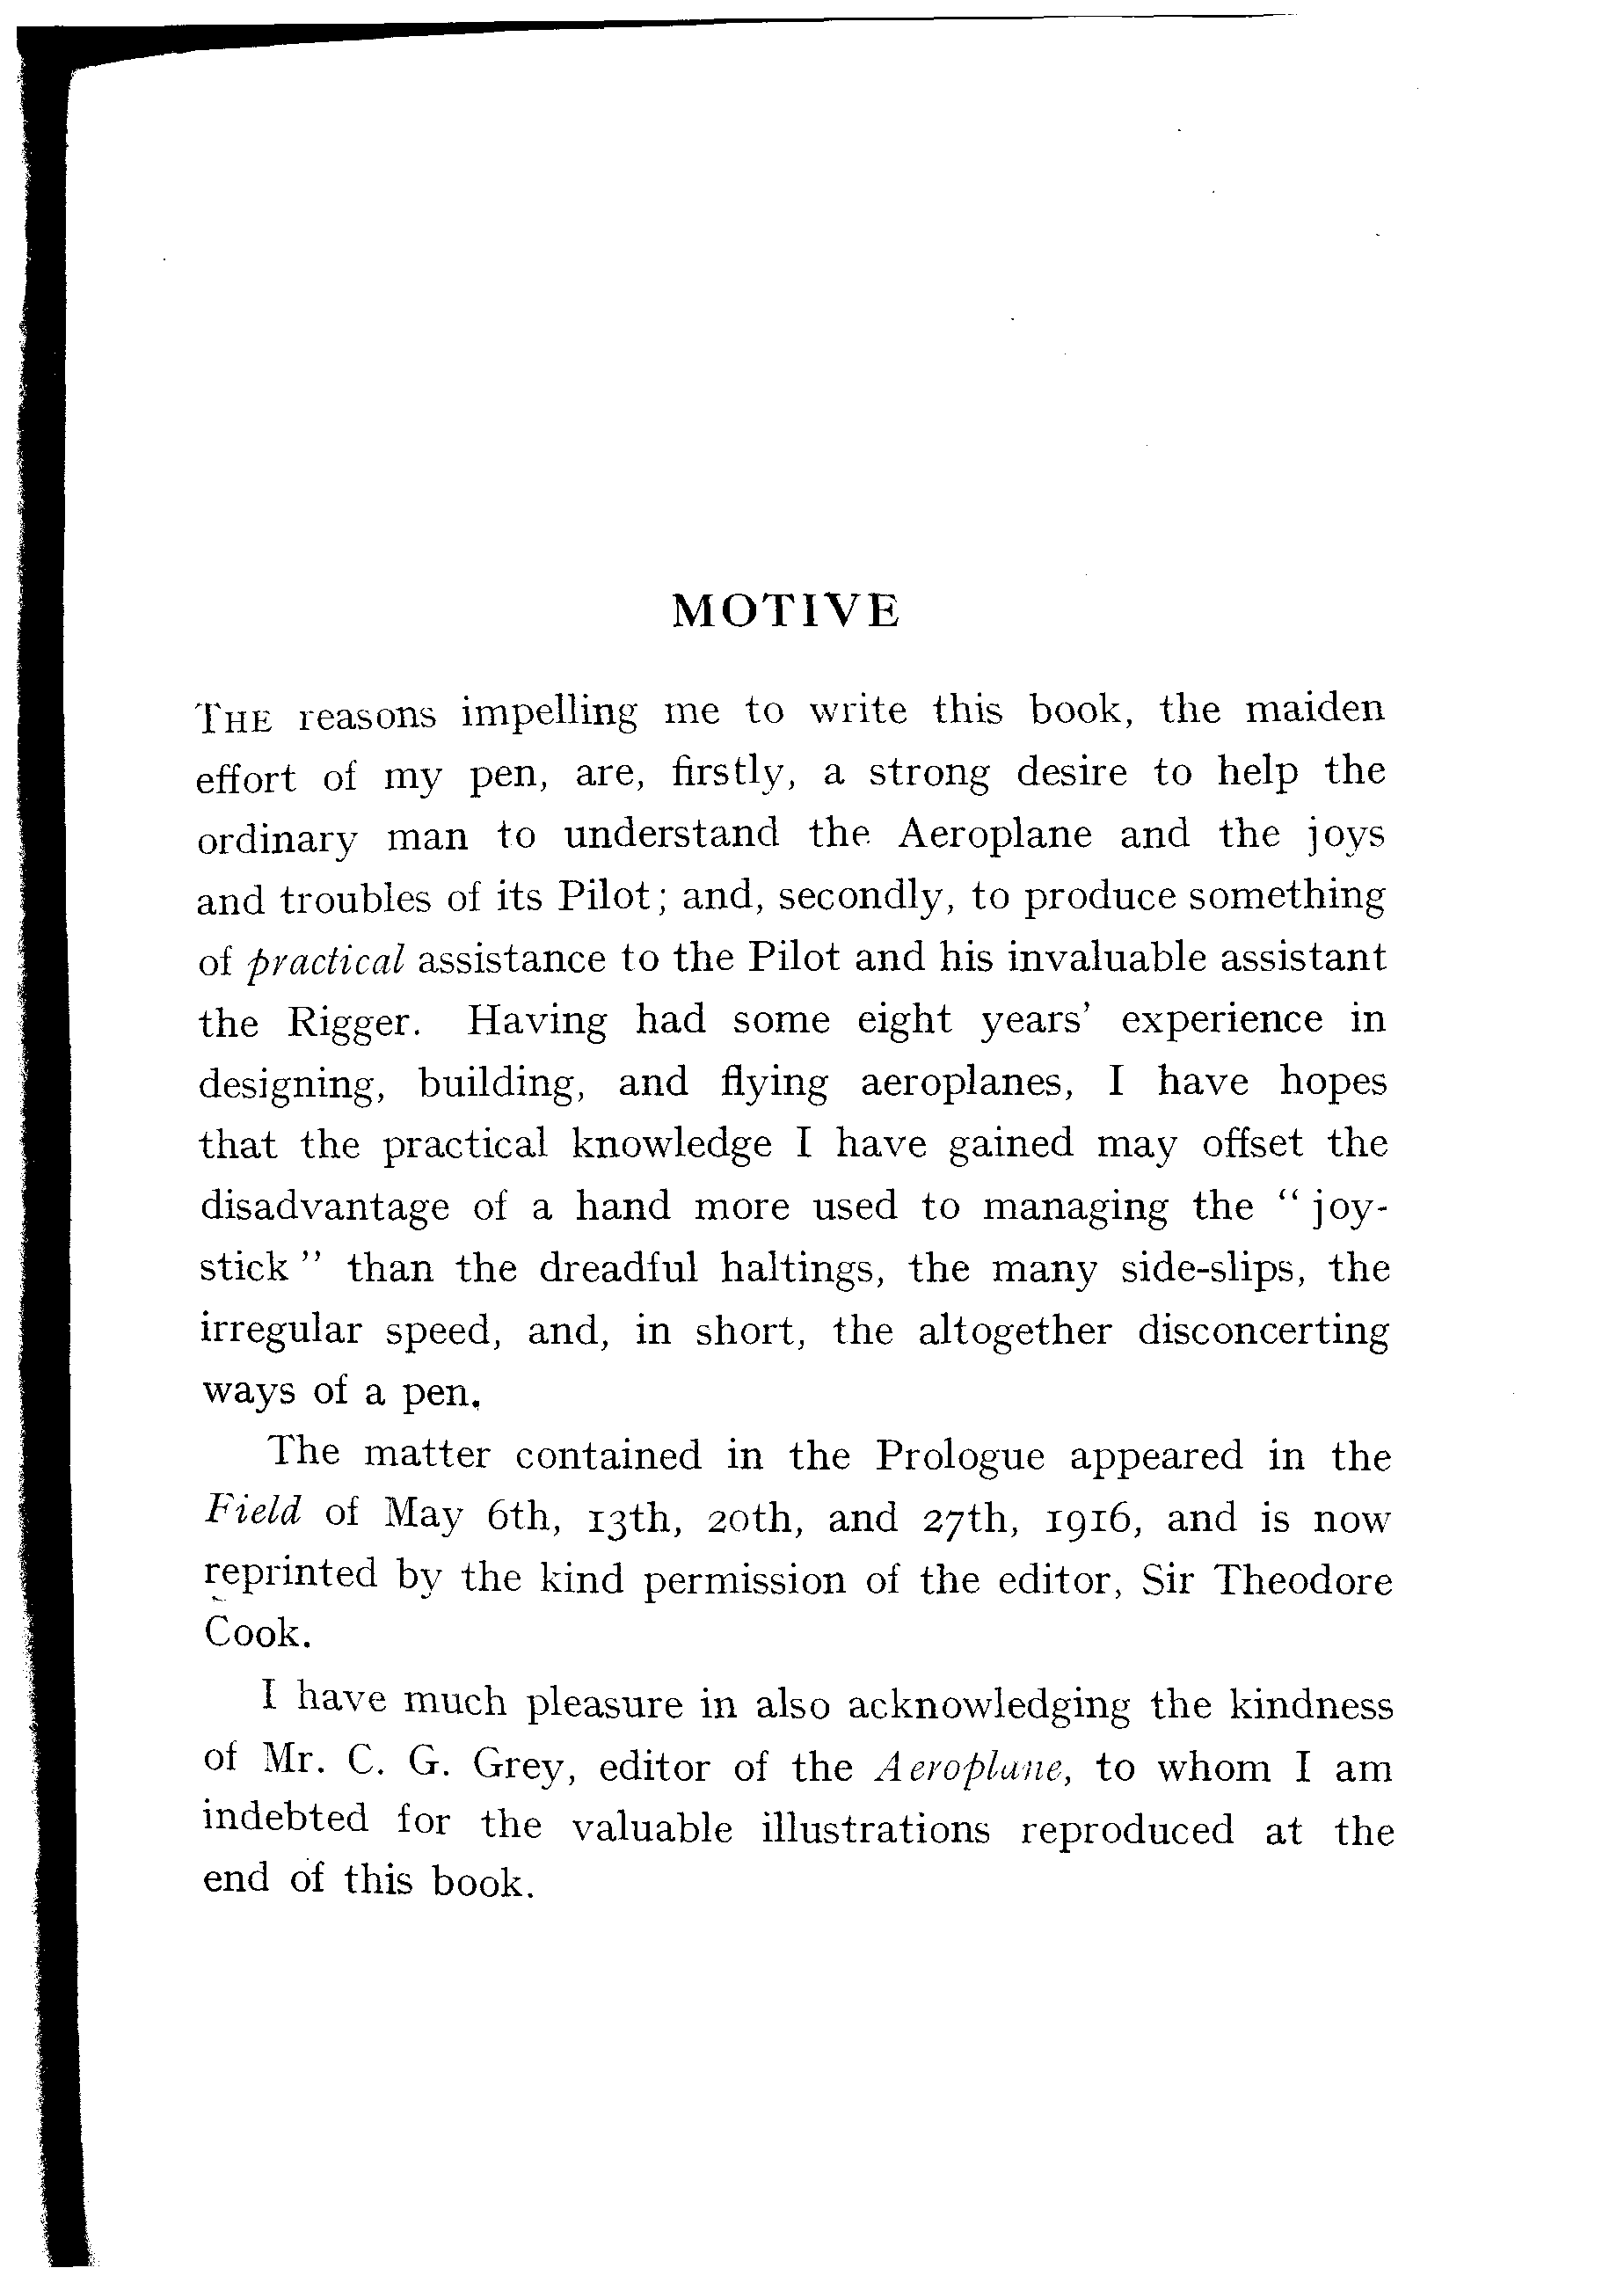 MOTIVE
THE reasons impelling me to write this book, the maiden
effort of my pen, are, firstly, a strong desire to help the
ordinary man to understand the Aeroplane and the joys
and troubles of its Pilot; and, secondly, to produce something
of practical assistance to the Pilot and his invaluable assistant
the Rigger. Having had some eight years' experience in
designing, building, and flying aeroplanes, I have hopes
that the practical knowledge I have gained may offset the
disadvantage of a hand more used to managing the "joy-
stick" than the dreadful haltings, the many side-slips, the
irregular speed, and, in short, the altogether disconcerting
ways of a pen.
The matter contained in the Prologue appeared in the
Field of May 6th, 13th, 20th, and 27th, 1916, and is now
reprinted by the kind permission of the editor, Sir Theodore
Cook.
I have much pleasure in also acknowledging the kindness
of Mr. C. G. Grey, editor of the Aeroplane, to whom I am
indebted for the valuable illustrations reproduced at the
end of this book.